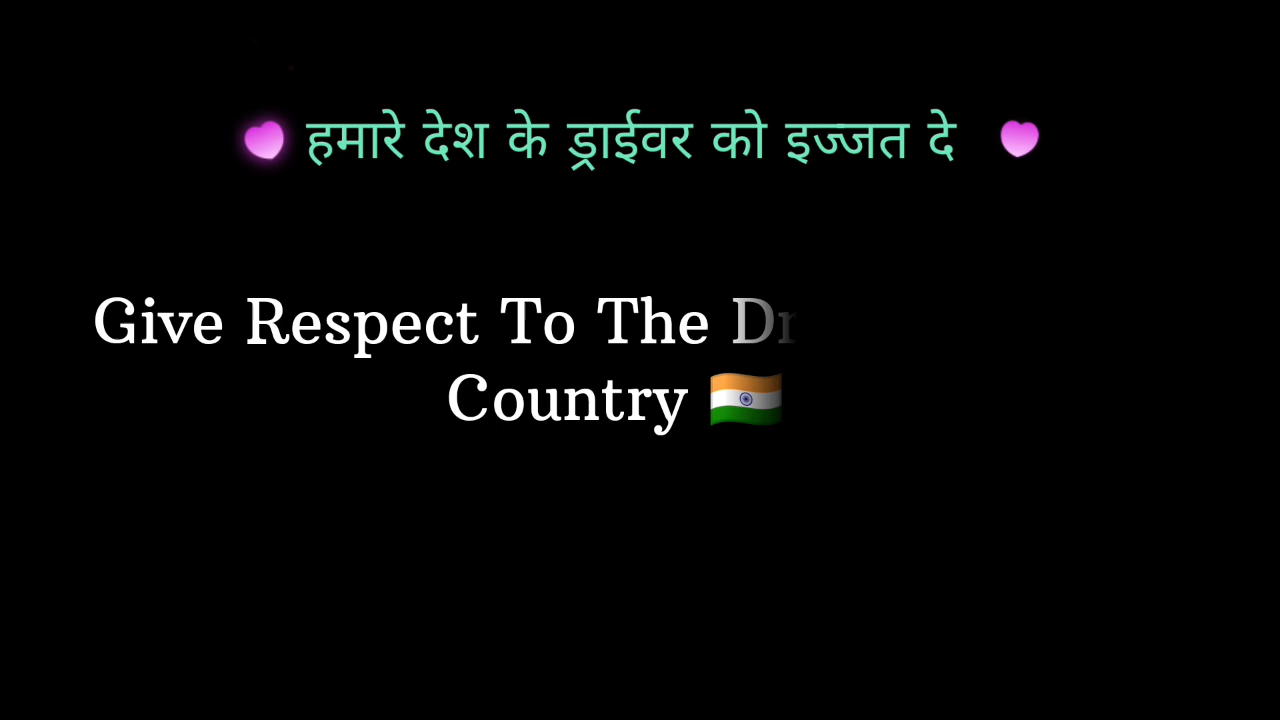 हमारे देश के ड्राईवर को इज्जत दे
Give Respect To The
Country 🇮🇳